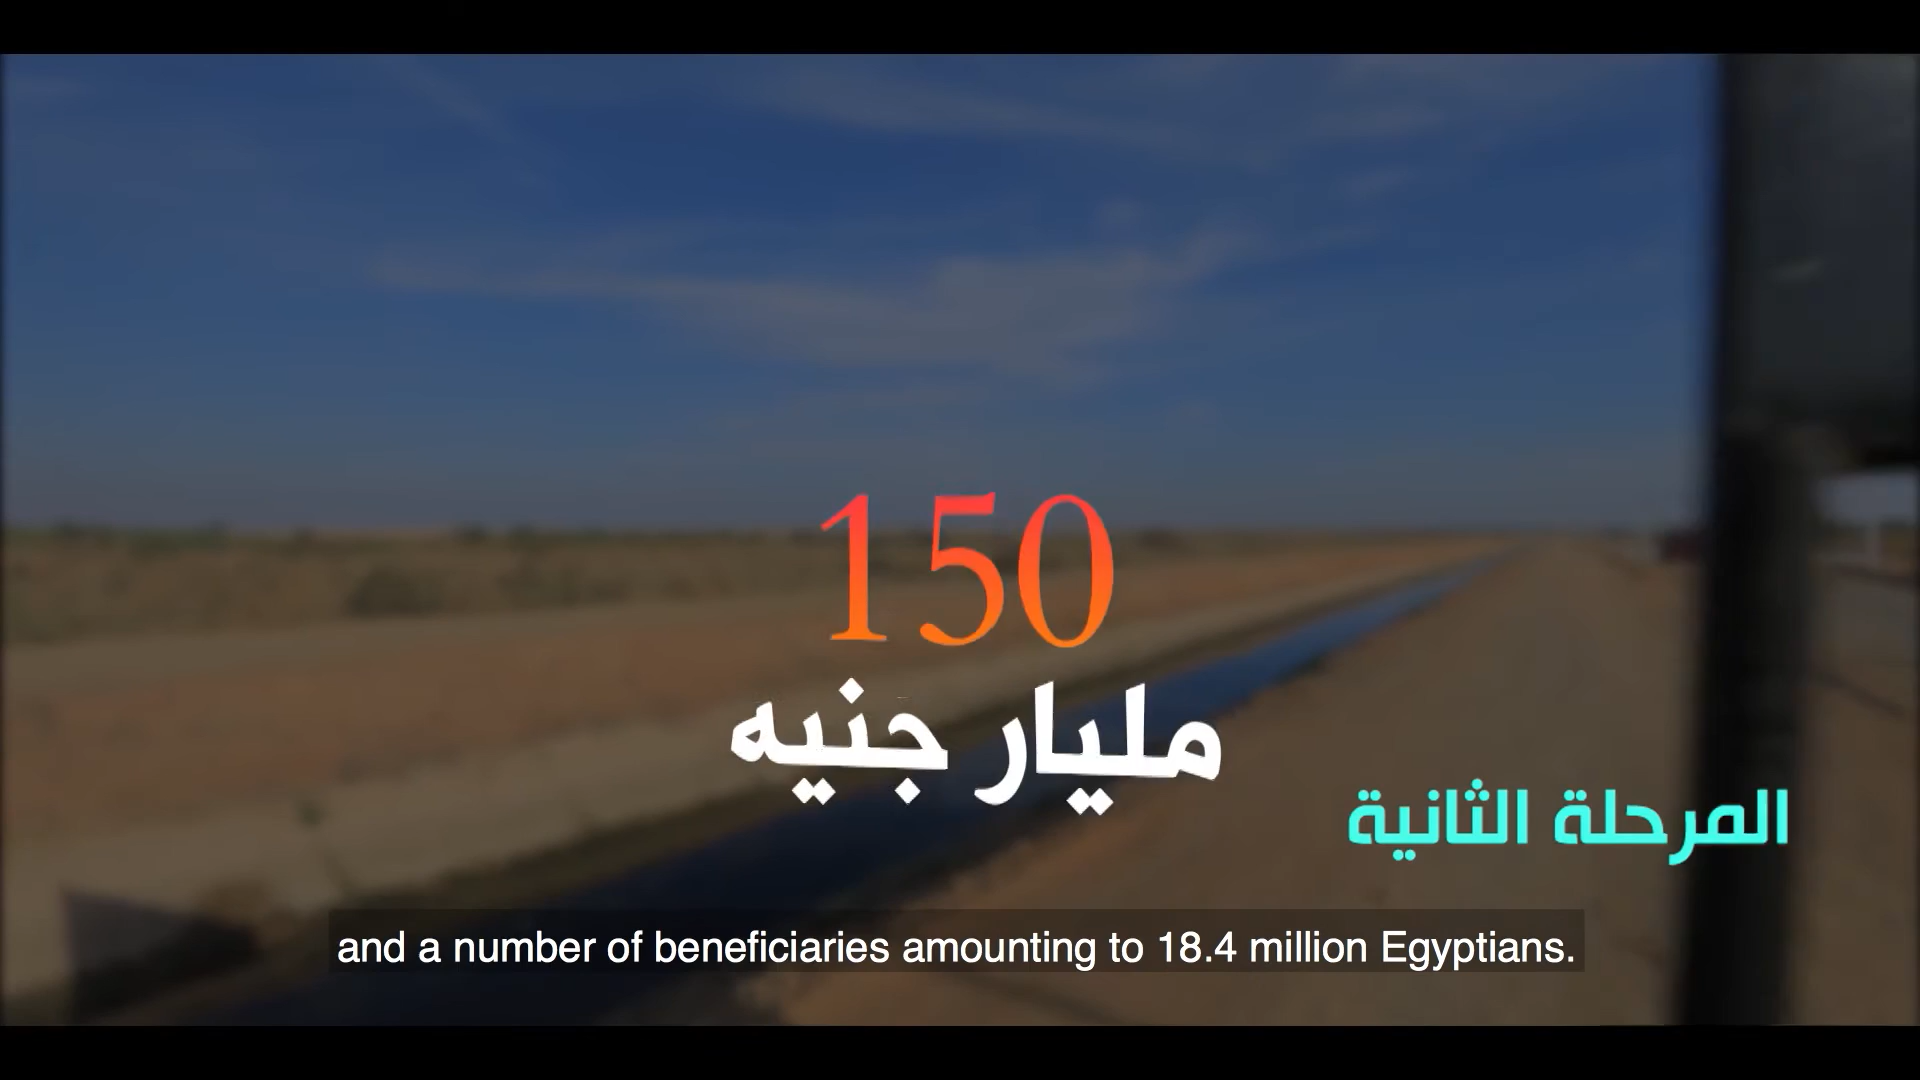 150
مليار جنيه
المرحلة الثانية
and a number of beneficiaries amounting to 18.4 million Egyptians.